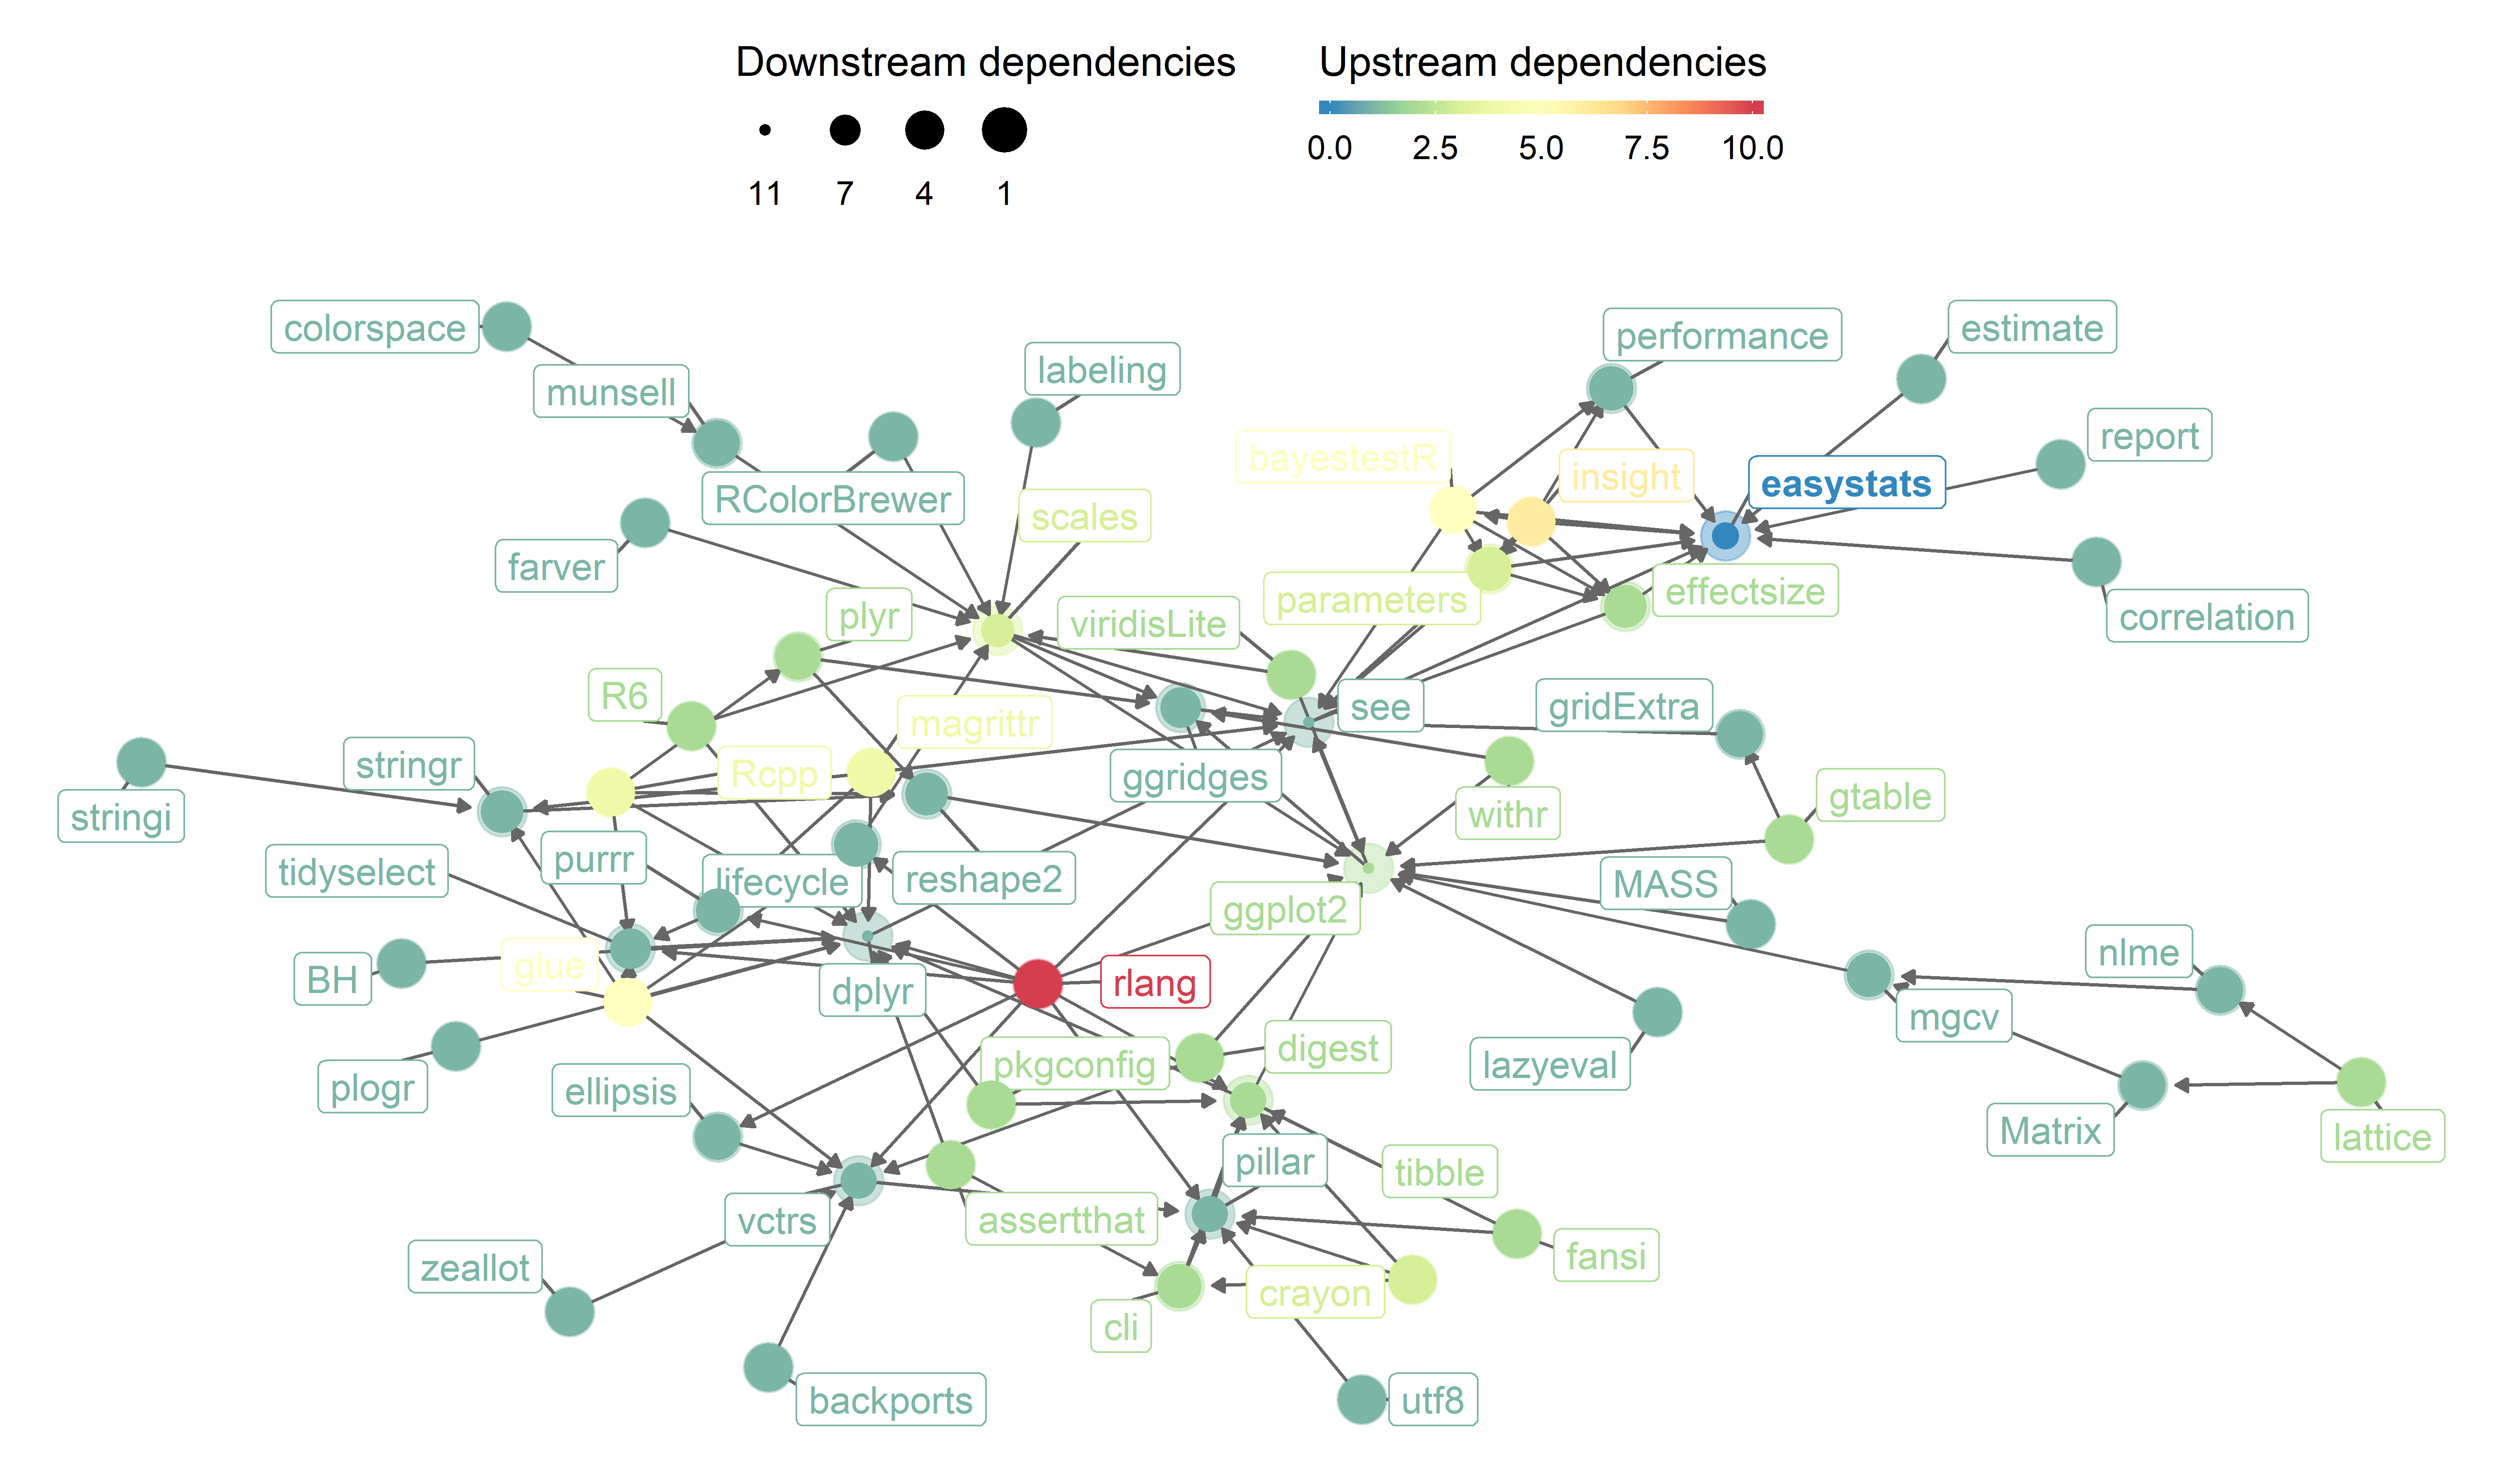 Downstream dependencies
11 7 4 1
Upstream dependencies
0.0 2.5 5.0 7.5 10.0
colorspace
performance
estimate
labeling
munsell
report
bayestestR
insight
easystats
RColorBrewer
scales
farver
effectsize
parameters
plyr
viridisLite
correlation
R6
see
gridExtra
magrittr
stringr
Rcpp
ggridges
gtable
stringi
withr
purrr
tidyselect
lifecycle
reshape2
MASS
ggplot2
nlme
glue
BH
rlang
dplyr
mgcv
digest
pkgconfig
lazyeval
plogr
ellipsis
Matrix
lattice
pillar
tibble
vctrs
assertthat
fansi
zeallot
crayon
cli
backports
utf8